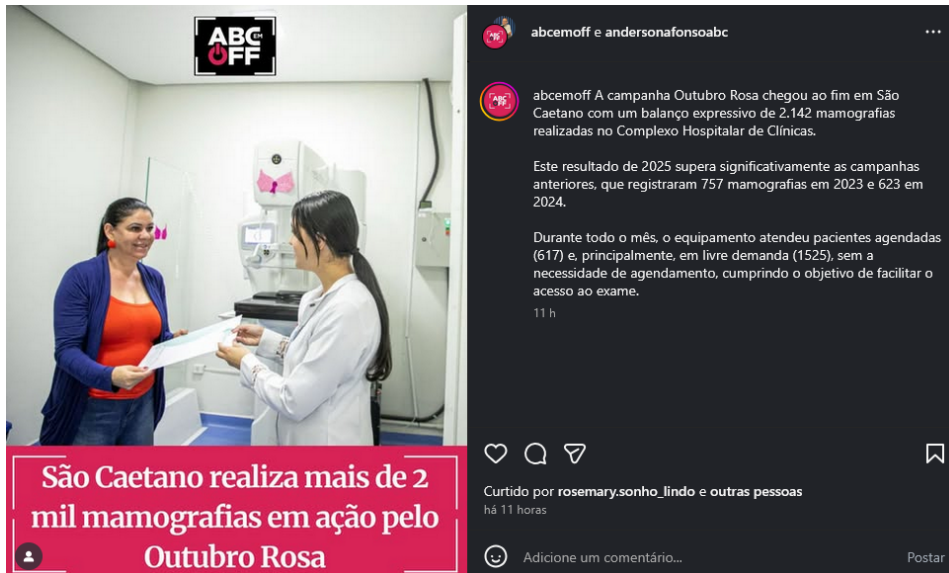 ABC EM
OFF
São Caetano realiza mais de 2
mil mamografias em ação pelo
Outubro Rosa
abcemoff e andersonafonsoabc
abcemoff A campanha Outubro Rosa chegou ao fim em São
Caetano com um balanço expressivo de 2.142 mamografias
realizadas no Complexo Hospitalar de Clínicas.
Este resultado de 2025 supera significativamente as campanhas
anteriores, que registraram 757 mamografias em 2023 e 623 em
2024.
Durante todo o mês, o equipamento atendeu pacientes agendadas
(617) e, principalmente, em livre demanda (1525), sem a
necessidade de agendamento, cumprindo o objetivo de facilitar o
acesso ao exame.
11 h
Curtido por rosemary.sonho_lindo e outras pessoas
há 11 horas
Adicione um comentário...
Postar